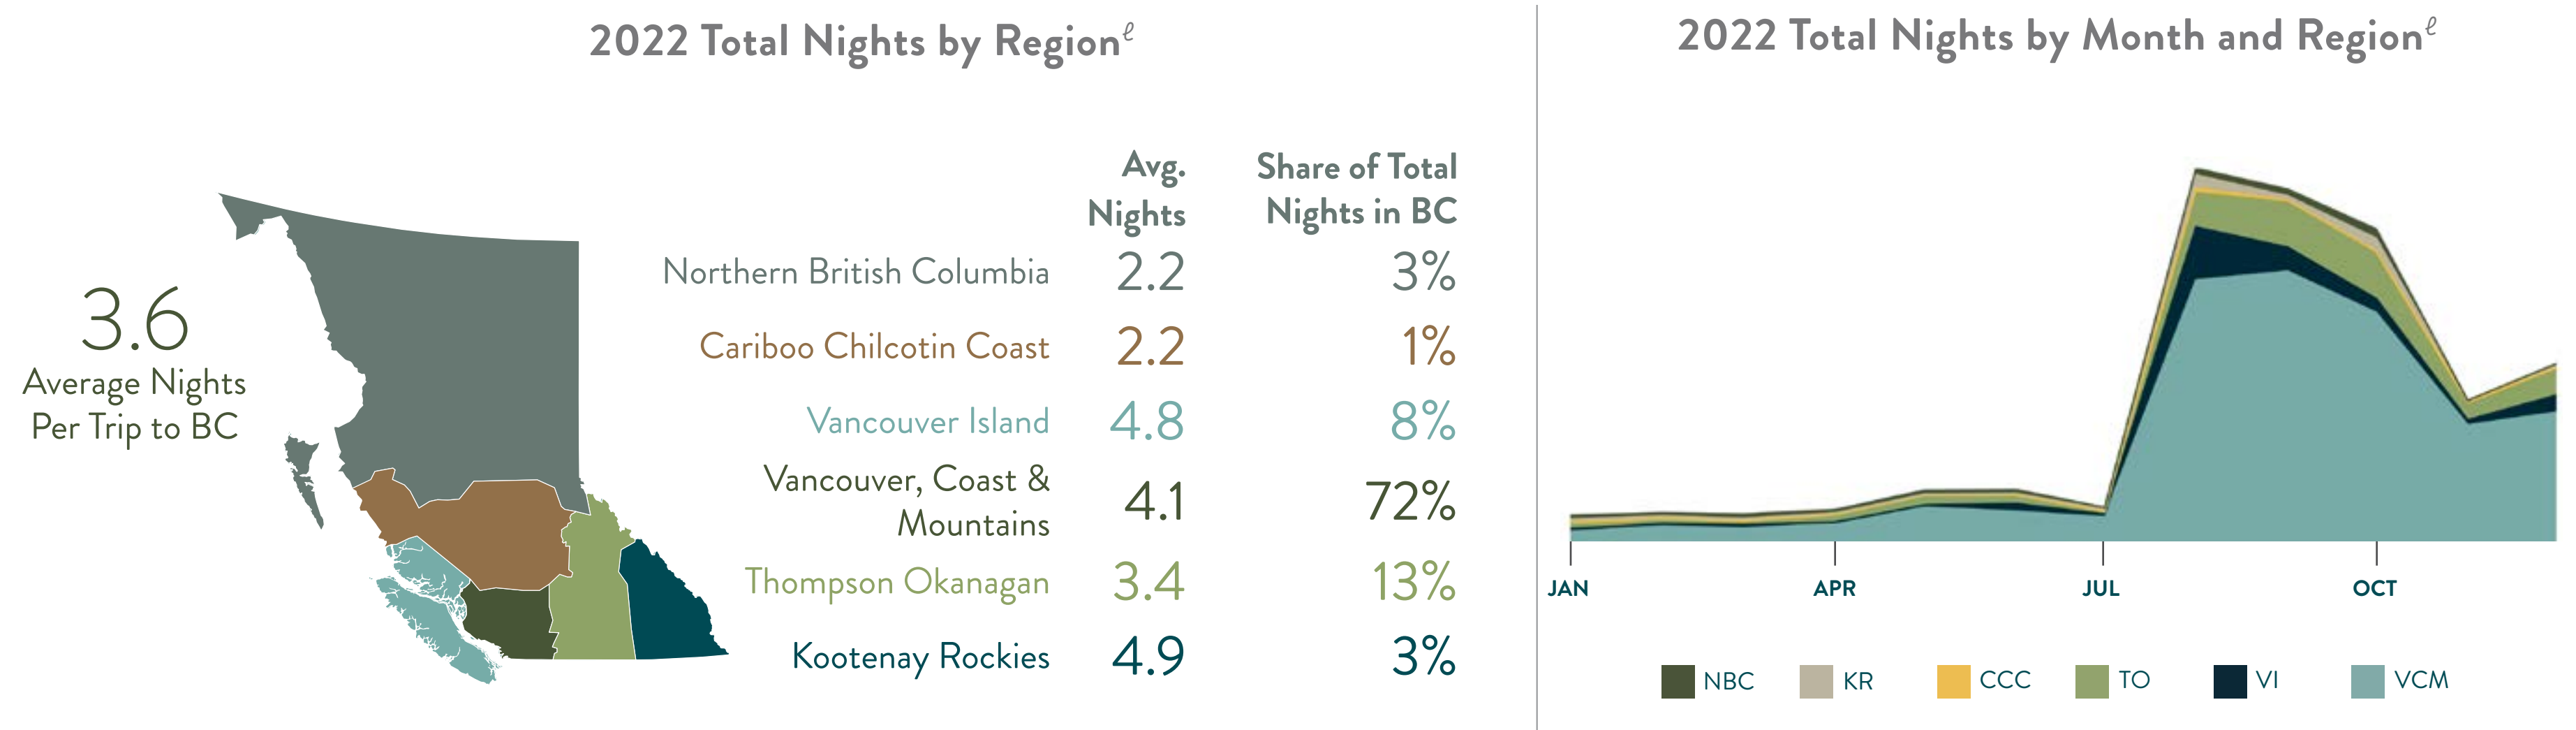 2022 Total Nights by Regionℓ
3.6
Average Nights
Per Trip to BC
Avg.
Nights
Share of Total
Nights in BC
Northern British Columbia 2.2 3%
Cariboo Chilcotin Coast 2.2 1%
Vancouver Island 4.8 8%
Vancouver, Coast &
Mountains 4.1 72%
Thompson Okanagan 3.4 13%
Kootenay Rockies 4.9 3%
2022 Total Nights by Month and Regionℓ
JAN APR JUL OCT
NBC KR CCC TO VI VCM